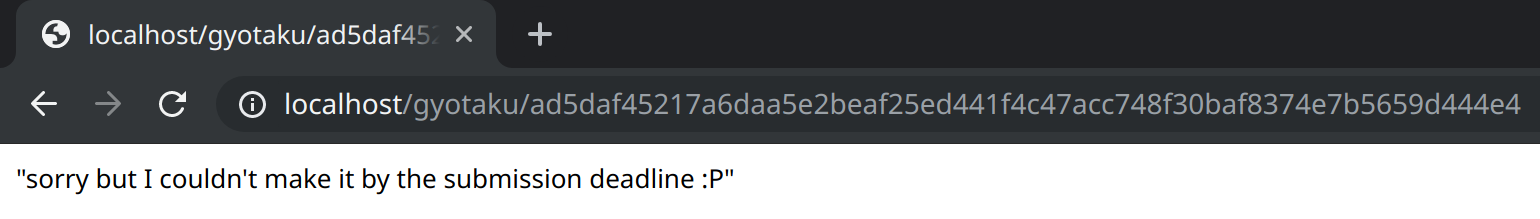 localhost/gyotaku/ad5daf452
localhost/gyotaku/ad5daf45217a6daa5e2beaf25ed441f4c47acc748f30baf8374e7b5659d444e4
"sorry but I couldn't make it by the submission deadline :P"